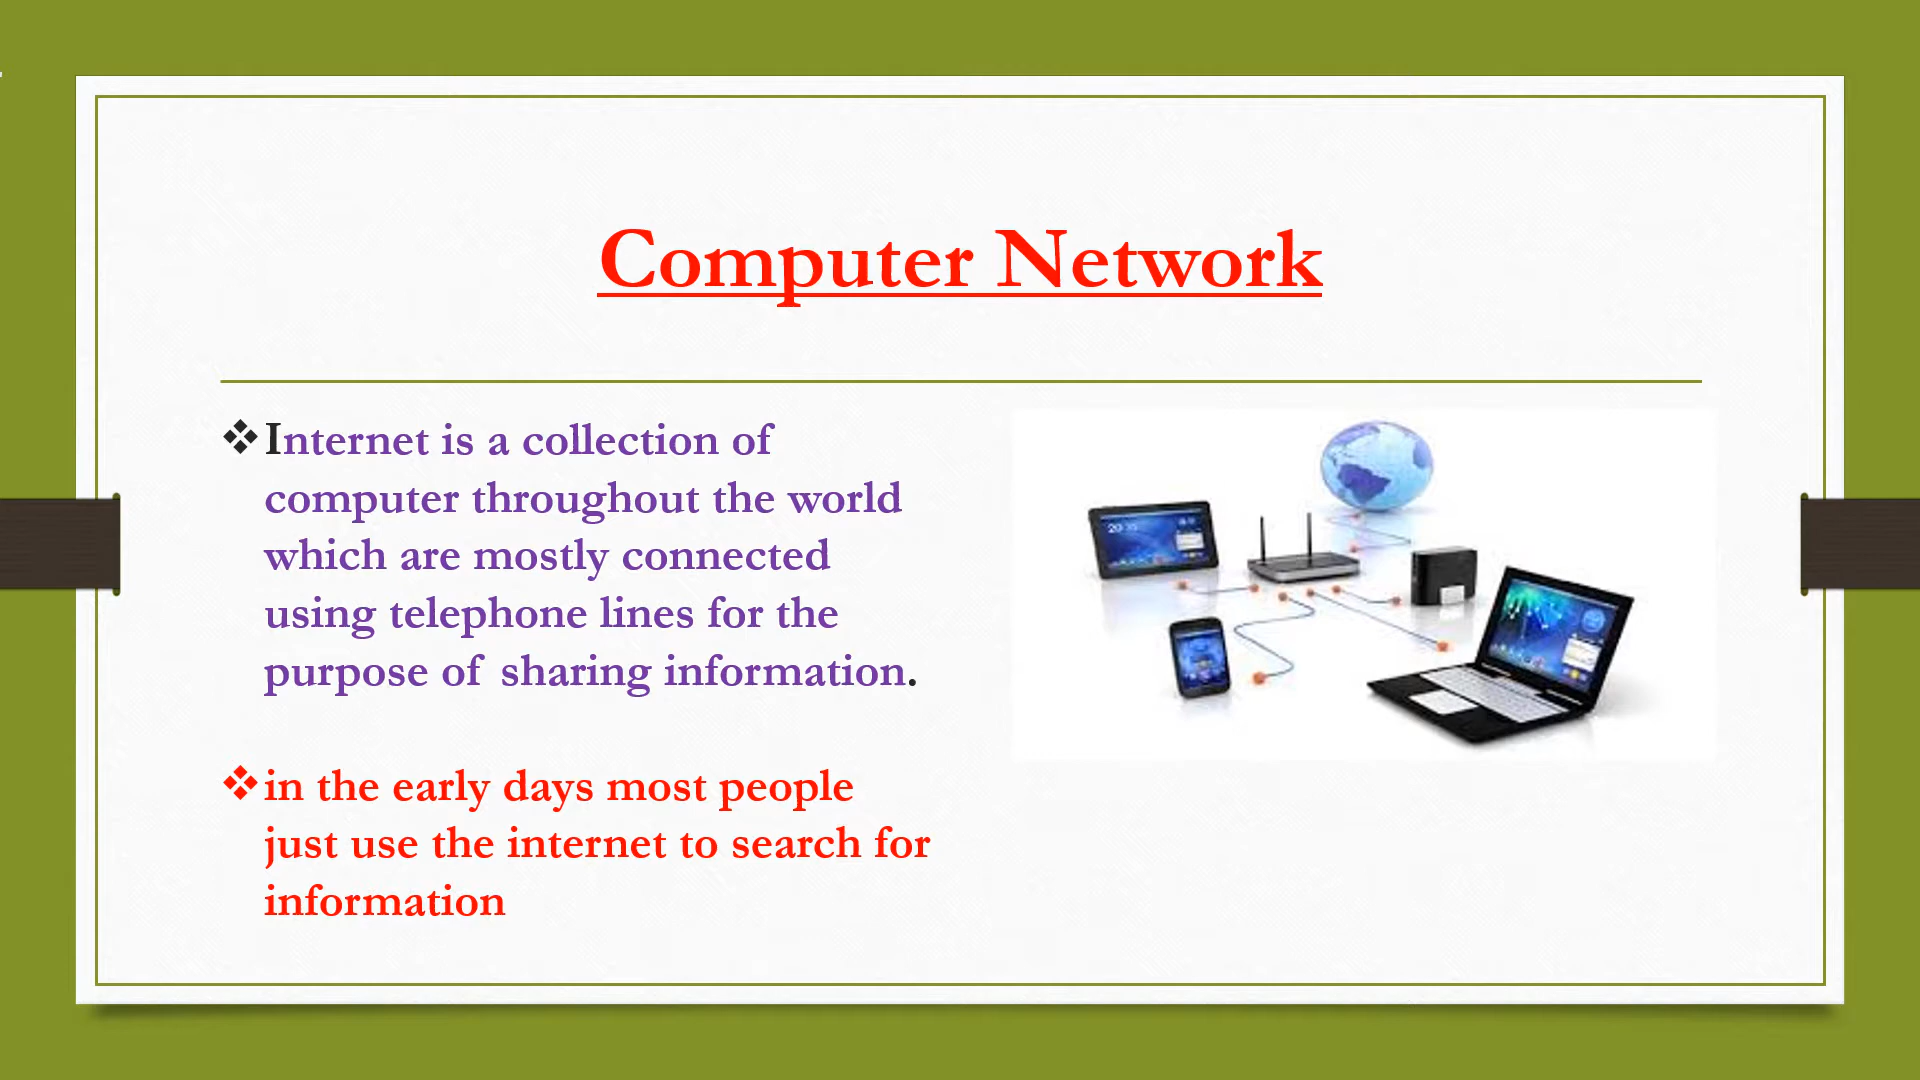 Computer Network
❖Internet is a collection of
computer throughout the world
which are mostly connected
using telephone lines for the
purpose of sharing information.
❖in the early days most people
just use the internet to search for
information